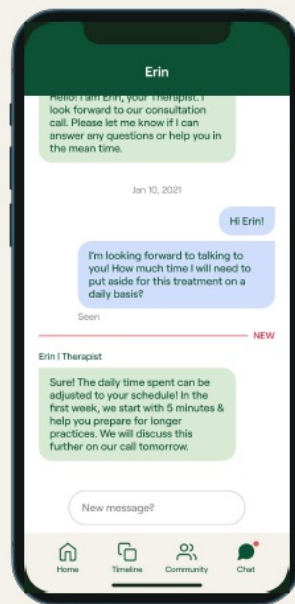 Erin
Hello! I am Erin, your Therapist. I
look forward to our consultation
call. Please let me know if I can
answer any questions or help you in
the mean time.
Jan 10, 2021
Hi Erin!
I'm looking forward to talking to
you! How much time I will need to
put aside for this treatment on a
daily basis?
Seen
NEW
Erin | Therapist
Sure! The daily time spent can be
adjusted to your schedule! In the
first week, we start with 5 minutes &
help you prepare for longer
practices. We will discuss this
further on our call tomorrow.
New message?
Home
Timeline
Community
Chat